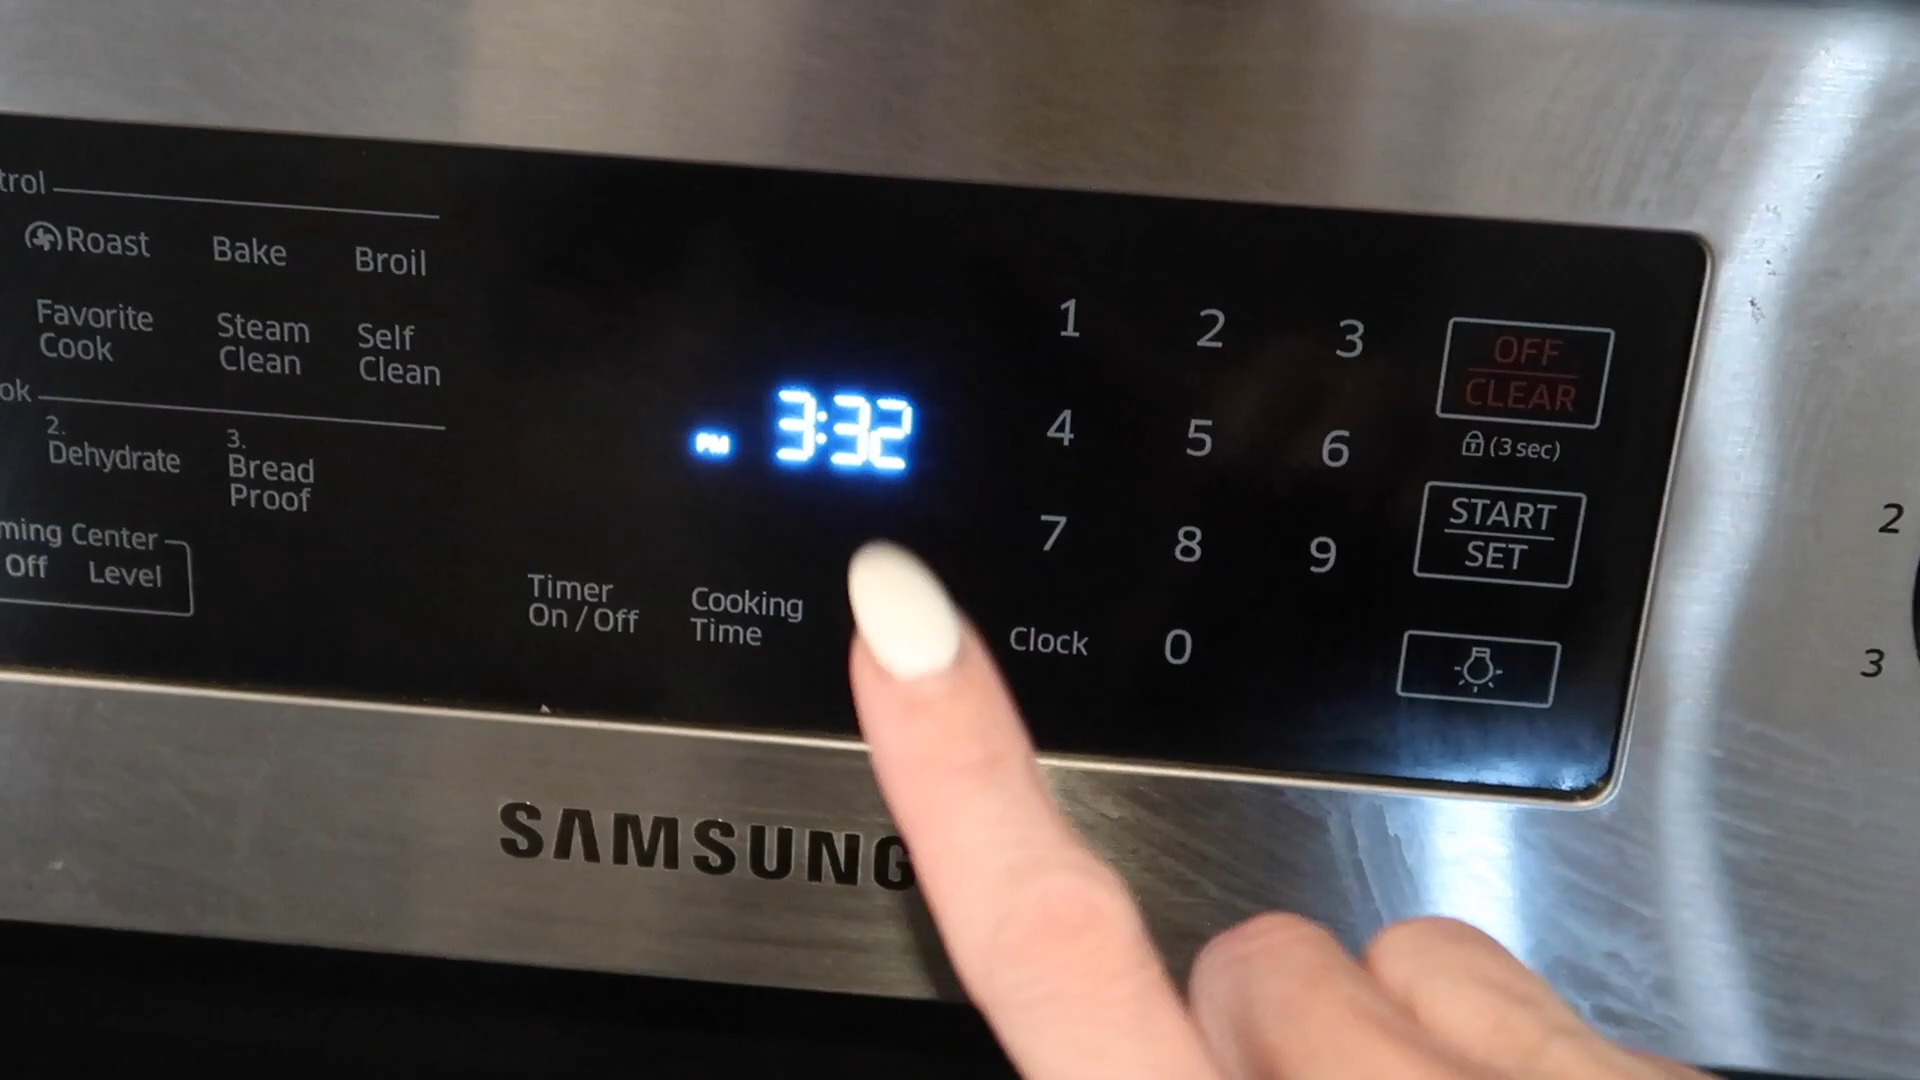 trol
Roast Bake Broil
Favorite
Cook
Steam
Clean
Self
Clean
ok
2.
Dehydrate
3.
Bread
Proof
ming Center
Off Level
PM 3:32
Timer
On / Off
Cooking
Time
Clock
1 2 3
4 5 6
7 8 9
0
OFF
CLEAR
(3 sec)
START
SET
2
3
SAMSUNG